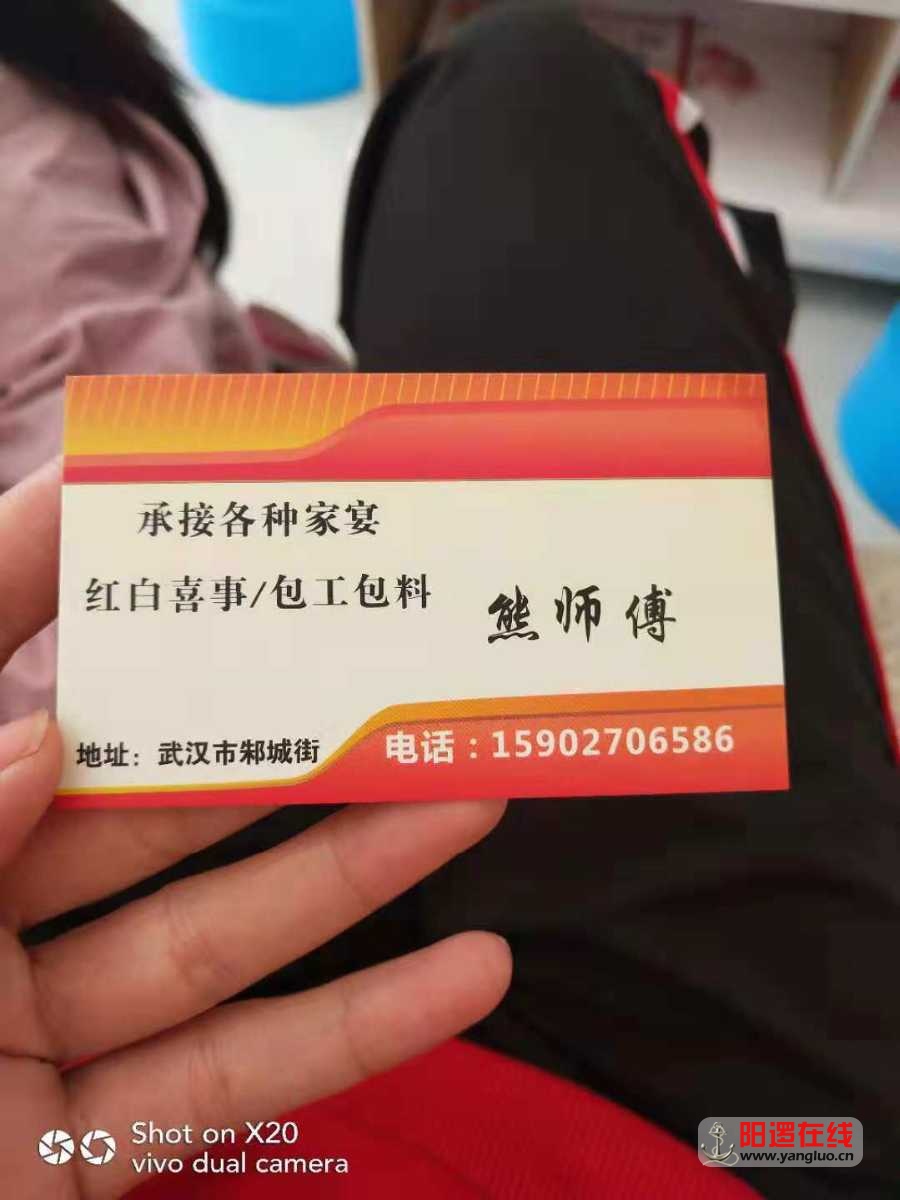 承接各种家宴
红白喜事/包工包料
熊师傅
地址：武汉市邾城街
电话：15902706586
Shot on X20
vivo dual camera
阳逻在线
www.yangluo.cn